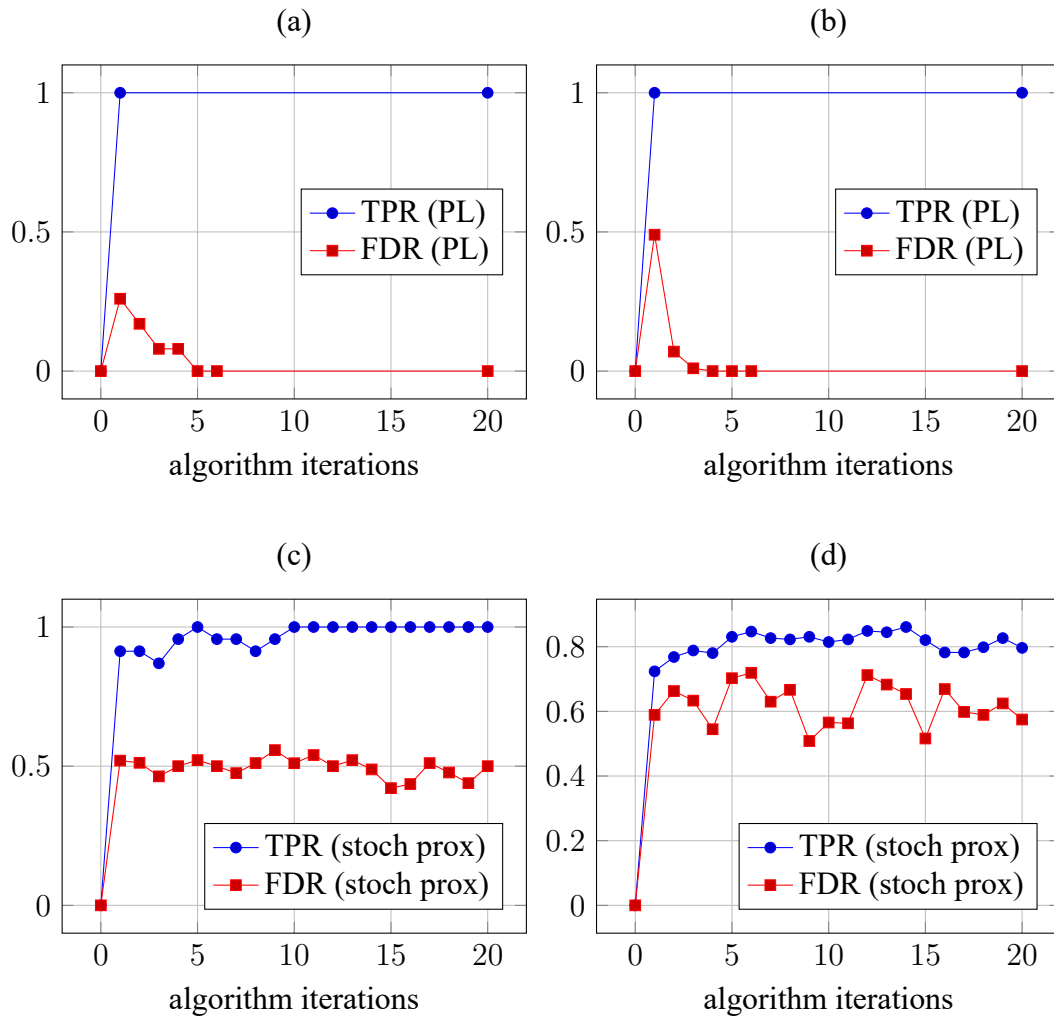 (a)
1
0.5
0
TPR (PL)
FDR (PL)
0 5 10 15 20
algorithm iterations
(b)
1
0.5
0
TPR (PL)
FDR (PL)
0 5 10 15 20
algorithm iterations
(c)
1
0.5
0
TPR (stoch prox)
FDR (stoch prox)
0 5 10 15 20
algorithm iterations
(d)
0.8
0.6
0.4
0.2
0
TPR (stoch prox)
FDR (stoch prox)
0 5 10 15 20
algorithm iterations